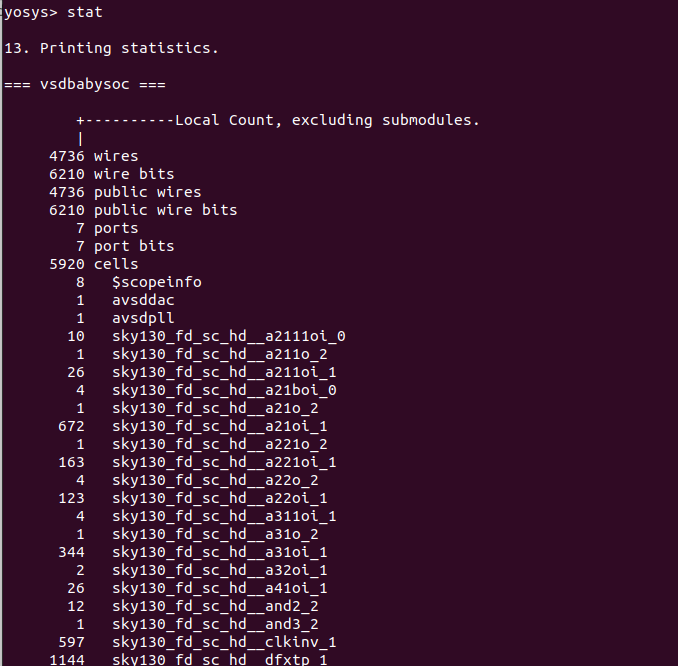 yosys> stat
13. Printing statistics.
=== vsdbabysoc ===
+----------Local Count, excluding submodules.
|
4736 wires
6210 wire bits
4736 public wires
6210 public wire bits
7 ports
7 port bits
5920 cells
8 $scopeinfo
1 avsddac
1 avsdpll
10 sky130_fd_sc_hd__a2111oi_0
1 sky130_fd_sc_hd__a211o_2
26 sky130_fd_sc_hd__a211oi_1
4 sky130_fd_sc_hd__a21boi_0
1 sky130_fd_sc_hd__a21o_2
672 sky130_fd_sc_hd__a21oi_1
1 sky130_fd_sc_hd__a221o_2
163 sky130_fd_sc_hd__a221oi_1
4 sky130_fd_sc_hd__a22o_2
123 sky130_fd_sc_hd__a22oi_1
4 sky130_fd_sc_hd__a311oi_1
1 sky130_fd_sc_hd__a31o_2
344 sky130_fd_sc_hd__a31oi_1
2 sky130_fd_sc_hd__a32oi_1
26 sky130_fd_sc_hd__a41oi_1
12 sky130_fd_sc_hd__and2_2
1 sky130_fd_sc_hd__and3_2
597 sky130_fd_sc_hd__clkinv_1
1144 sky130_fd_sc_hd__dfxtp_1